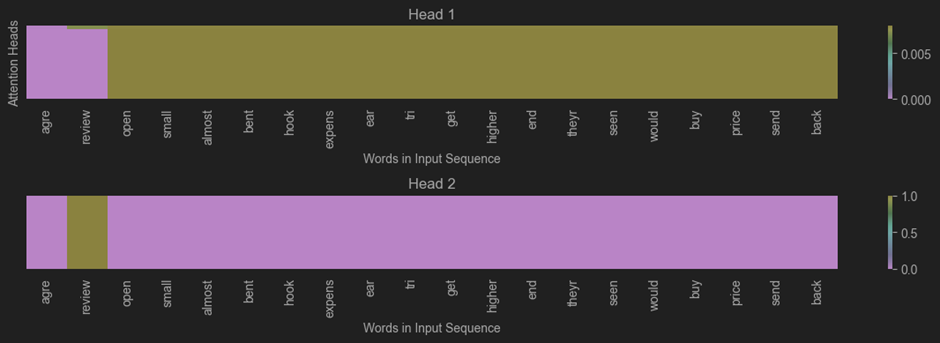 Head 1
Attention Heads
0.005
0.000
agre review open small almost bent hook expens ear tri get higher end theyr seen would buy price send back
Words in Input Sequence
Head 2
1.0
0.5
0.0
agre review open small almost bent hook expens ear tri get higher end theyr seen would buy price send back
Words in Input Sequence